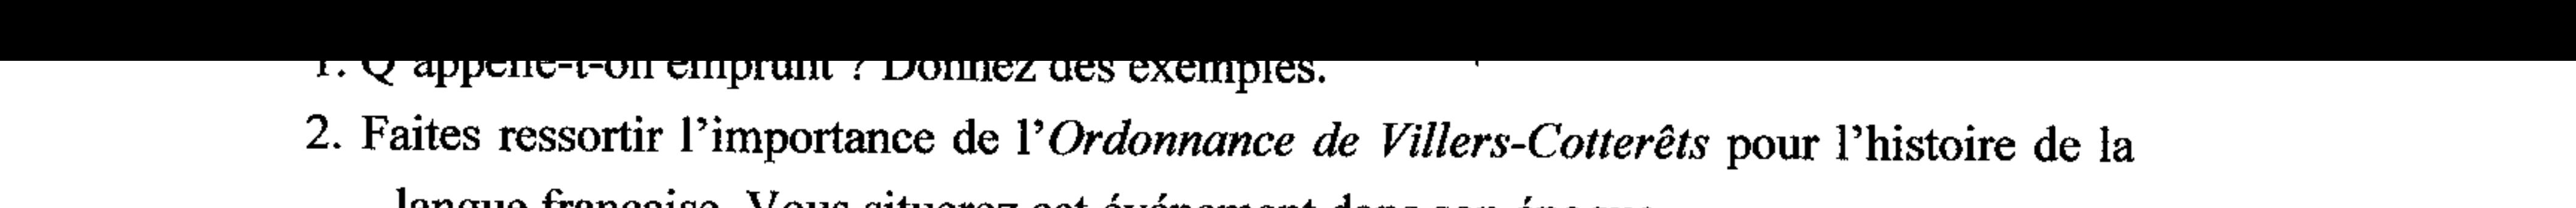 1. Q appelle-t-on emprunt ? Donnez des exemples.
2. Faites ressortir l'importance de l'Ordonnance de Villers-Cotterêts pour l'histoire de la
langue française. Vous situerez cet événement dans son époque